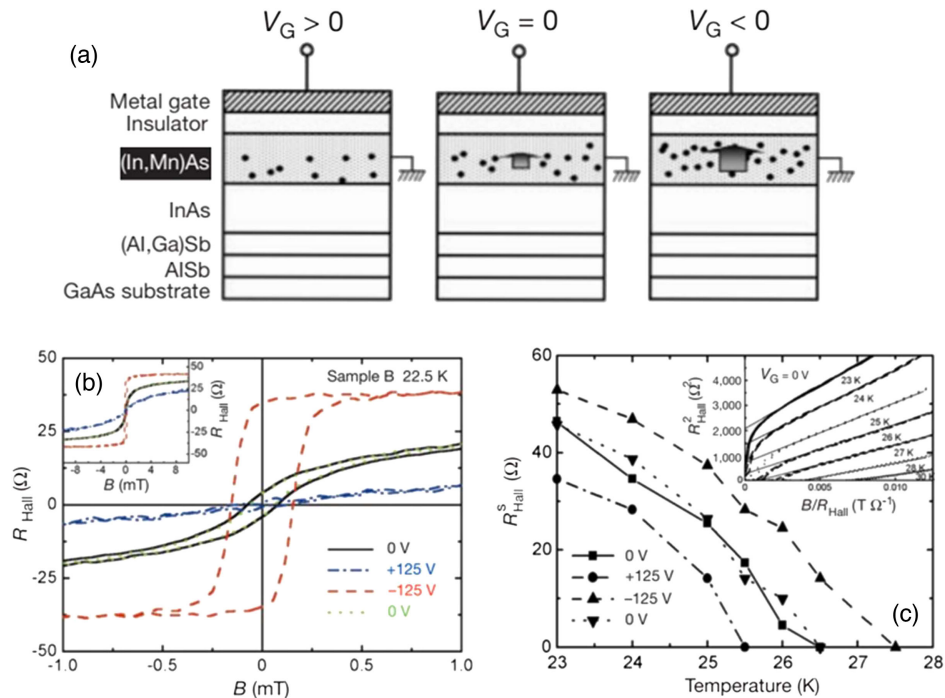 V_G > 0 V_G = 0 V_G < 0
(a)
Metal gate
Insulator
(In,Mn)As
InAs
(Al,Ga)Sb
AlSb
GaAs substrate
(b)
Sample B 22.5 K
50
25
0
-25
-50
R_Hall (Ω)
-1.0 -0.5 0 0.5 1.0
B (mT)
50
25
0
-25
-50
R_Hall (Ω)
-5 0 5
B (mT)
0 V
+125 V
−125 V
0 V
60
40
20
0
R^S_Hall (Ω)
23 24 25 26 27 28
Temperature (K)
0 V
+125 V
−125 V
0 V
(c)
V_G = 0 V
4,000
3,000
2,000
1,000
0
R^2_Hall (Ω^2)
23 K
24 K
25 K
26 K
27 K
28 K
30 K
0 0.005 0.010
B/R_Hall (T Ω^-1)